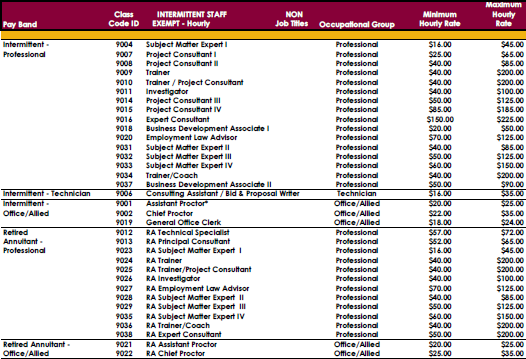 Maximum
Class INTERMITTENT STAFF NON Minimum Hourly
Pay Band Code ID EXEMPT - Hourly Job Titles Occupational Group Hourly Rate Rate
Intermittent - 9004 Subject Matter Expert I Professional $16.00 $45.00
Professional 9007 Project Consultant I Professional $25.00 $65.00
9008 Project Consultant II Professional $40.00 $85.00
9009 Trainer Professional $40.00 $200.00
9010 Trainer / Project Consultant Professional $40.00 $200.00
9011 Investigator Professional $40.00 $100.00
9014 Project Consultant III Professional $50.00 $125.00
9015 Project Consultant IV Professional $85.00 $185.00
9016 Expert Consultant Professional $150.00 $225.00
9018 Business Development Associate I Professional $20.00 $50.00
9020 Employment Law Advisor Professional $70.00 $125.00
9031 Subject Matter Expert II Professional $40.00 $85.00
9032 Subject Matter Expert III Professional $50.00 $125.00
9033 Subject Matter Expert IV Professional $60.00 $150.00
9034 Trainer/Coach Professional $40.00 $200.00
9037 Business Development Associate II Professional $50.00 $90.00
Intermittent - Technician 9006 Consulting Assistant / Bid & Proposal Writer Technician $16.00 $35.00
Intermittent - 9001 Assistant Proctor* Office/Allied $20.00 $25.00
Office/Allied 9002 Chief Proctor Office/Allied $22.00 $35.00
9019 General Office Clerk Office/Allied $18.00 $24.00
Retired 9012 RA Technical Specialist Professional $57.00 $72.00
Annuitant - 9013 RA Principal Consultant Professional $52.00 $65.00
Professional 9023 RA Subject Matter Expert I Professional $16.00 $45.00
9024 RA Trainer Professional $40.00 $200.00
9025 RA Trainer/Project Consultant Professional $40.00 $200.00
9026 RA Investigator Professional $40.00 $100.00
9027 RA Employment Law Advisor Professional $70.00 $125.00
9028 RA Subject Matter Expert II Professional $40.00 $85.00
9029 RA Subject Matter Expert III Professional $50.00 $125.00
9035 RA Subject Matter Expert IV Professional $60.00 $150.00
9036 RA Trainer/Coach Professional $40.00 $200.00
9038 RA Expert Consultant Professional $50.00 $200.00
Retired Annuitant - 9021 RA Assistant Proctor Office/Allied $20.00 $25.00
Office/Allied 9022 RA Chief Proctor Office/Allied $25.00 $35.00